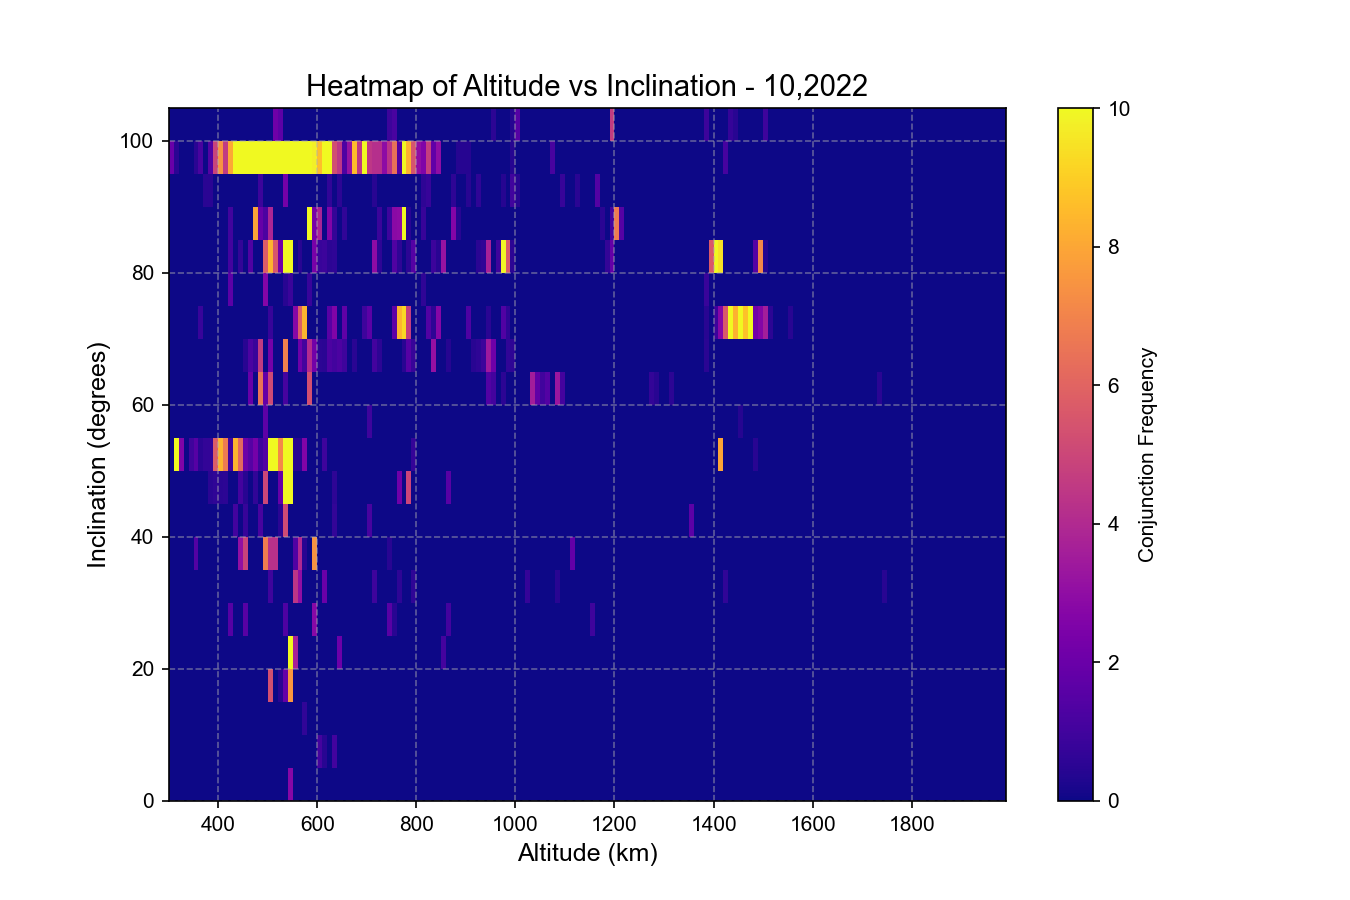 Heatmap of Altitude vs Inclination - 10,2022
100
80
60
40
20
0
Inclination (degrees)
400 600 800 1000 1200 1400 1600 1800
Altitude (km)
10
8
6
4
2
0
Conjunction Frequency